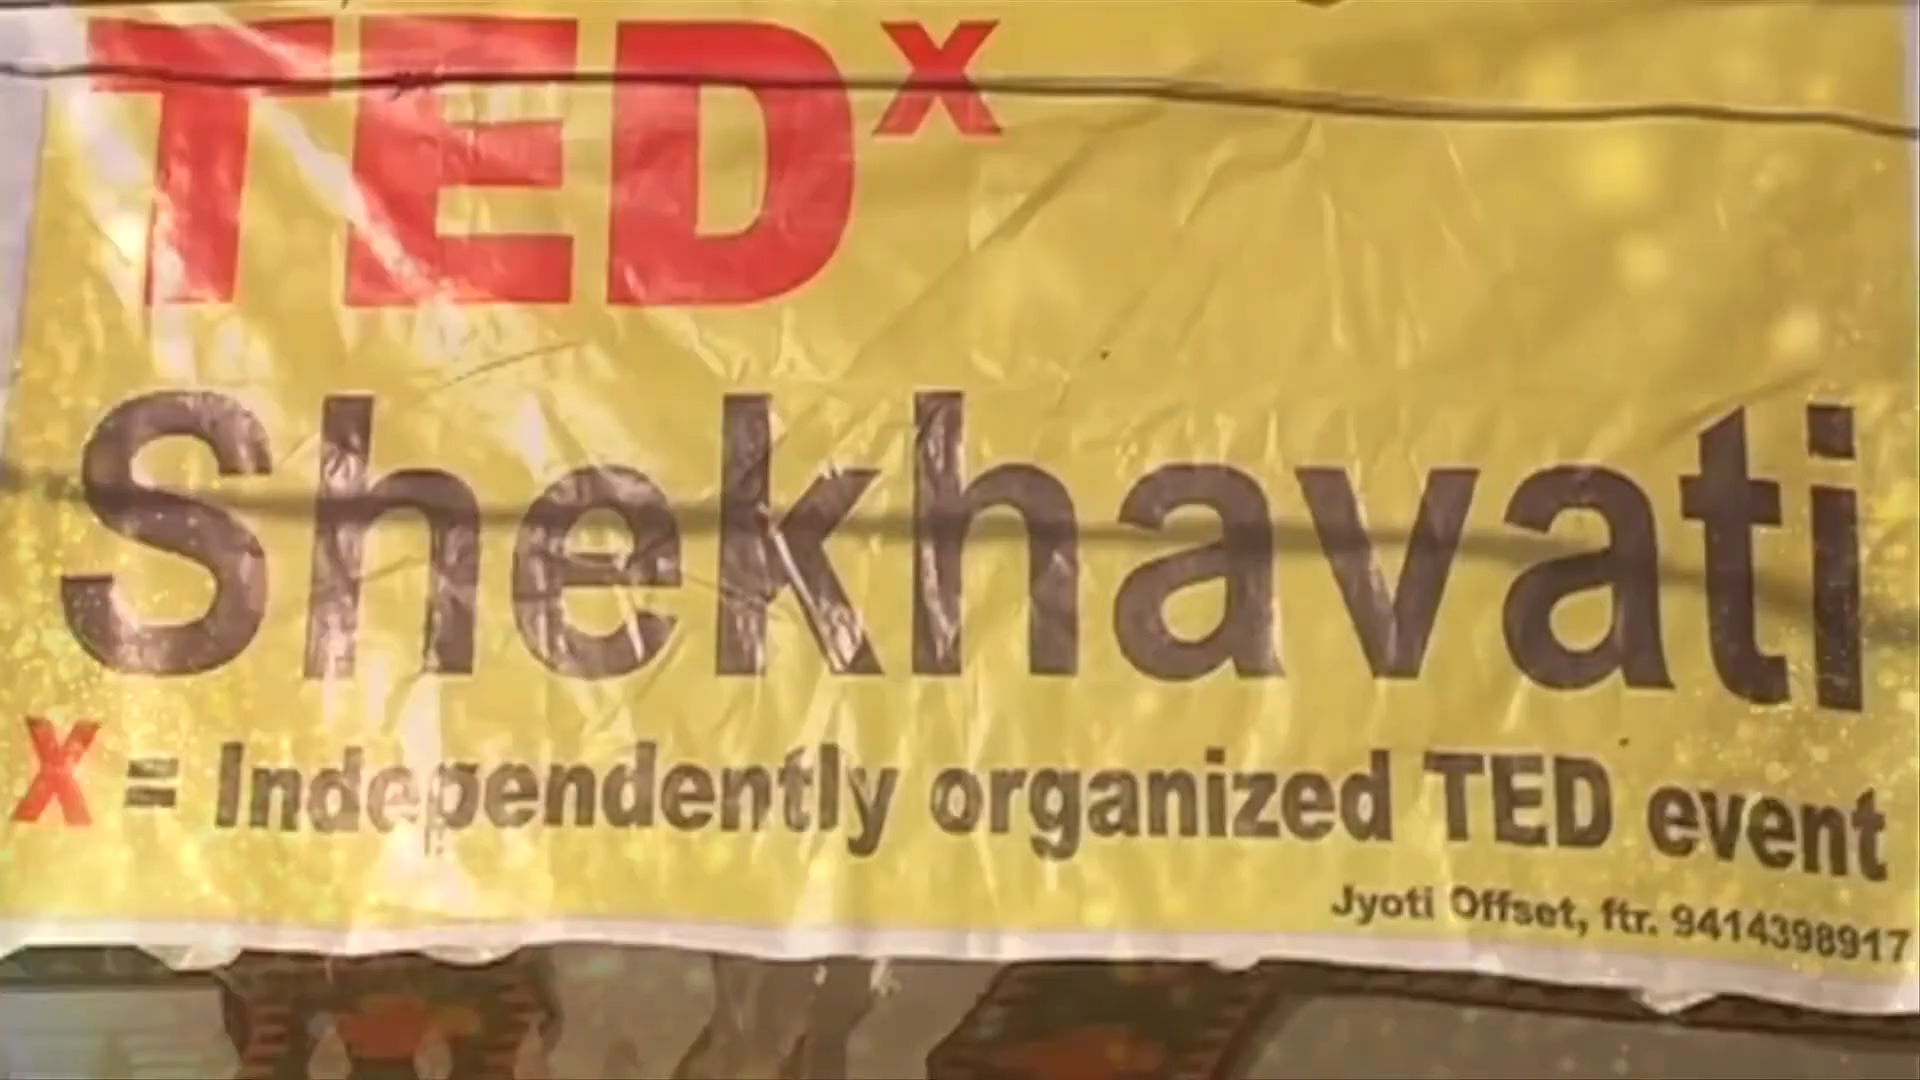 TEDx
Shekhavati
x = Independently organized TED event
Jyoti Offset, ftr. 9414398917